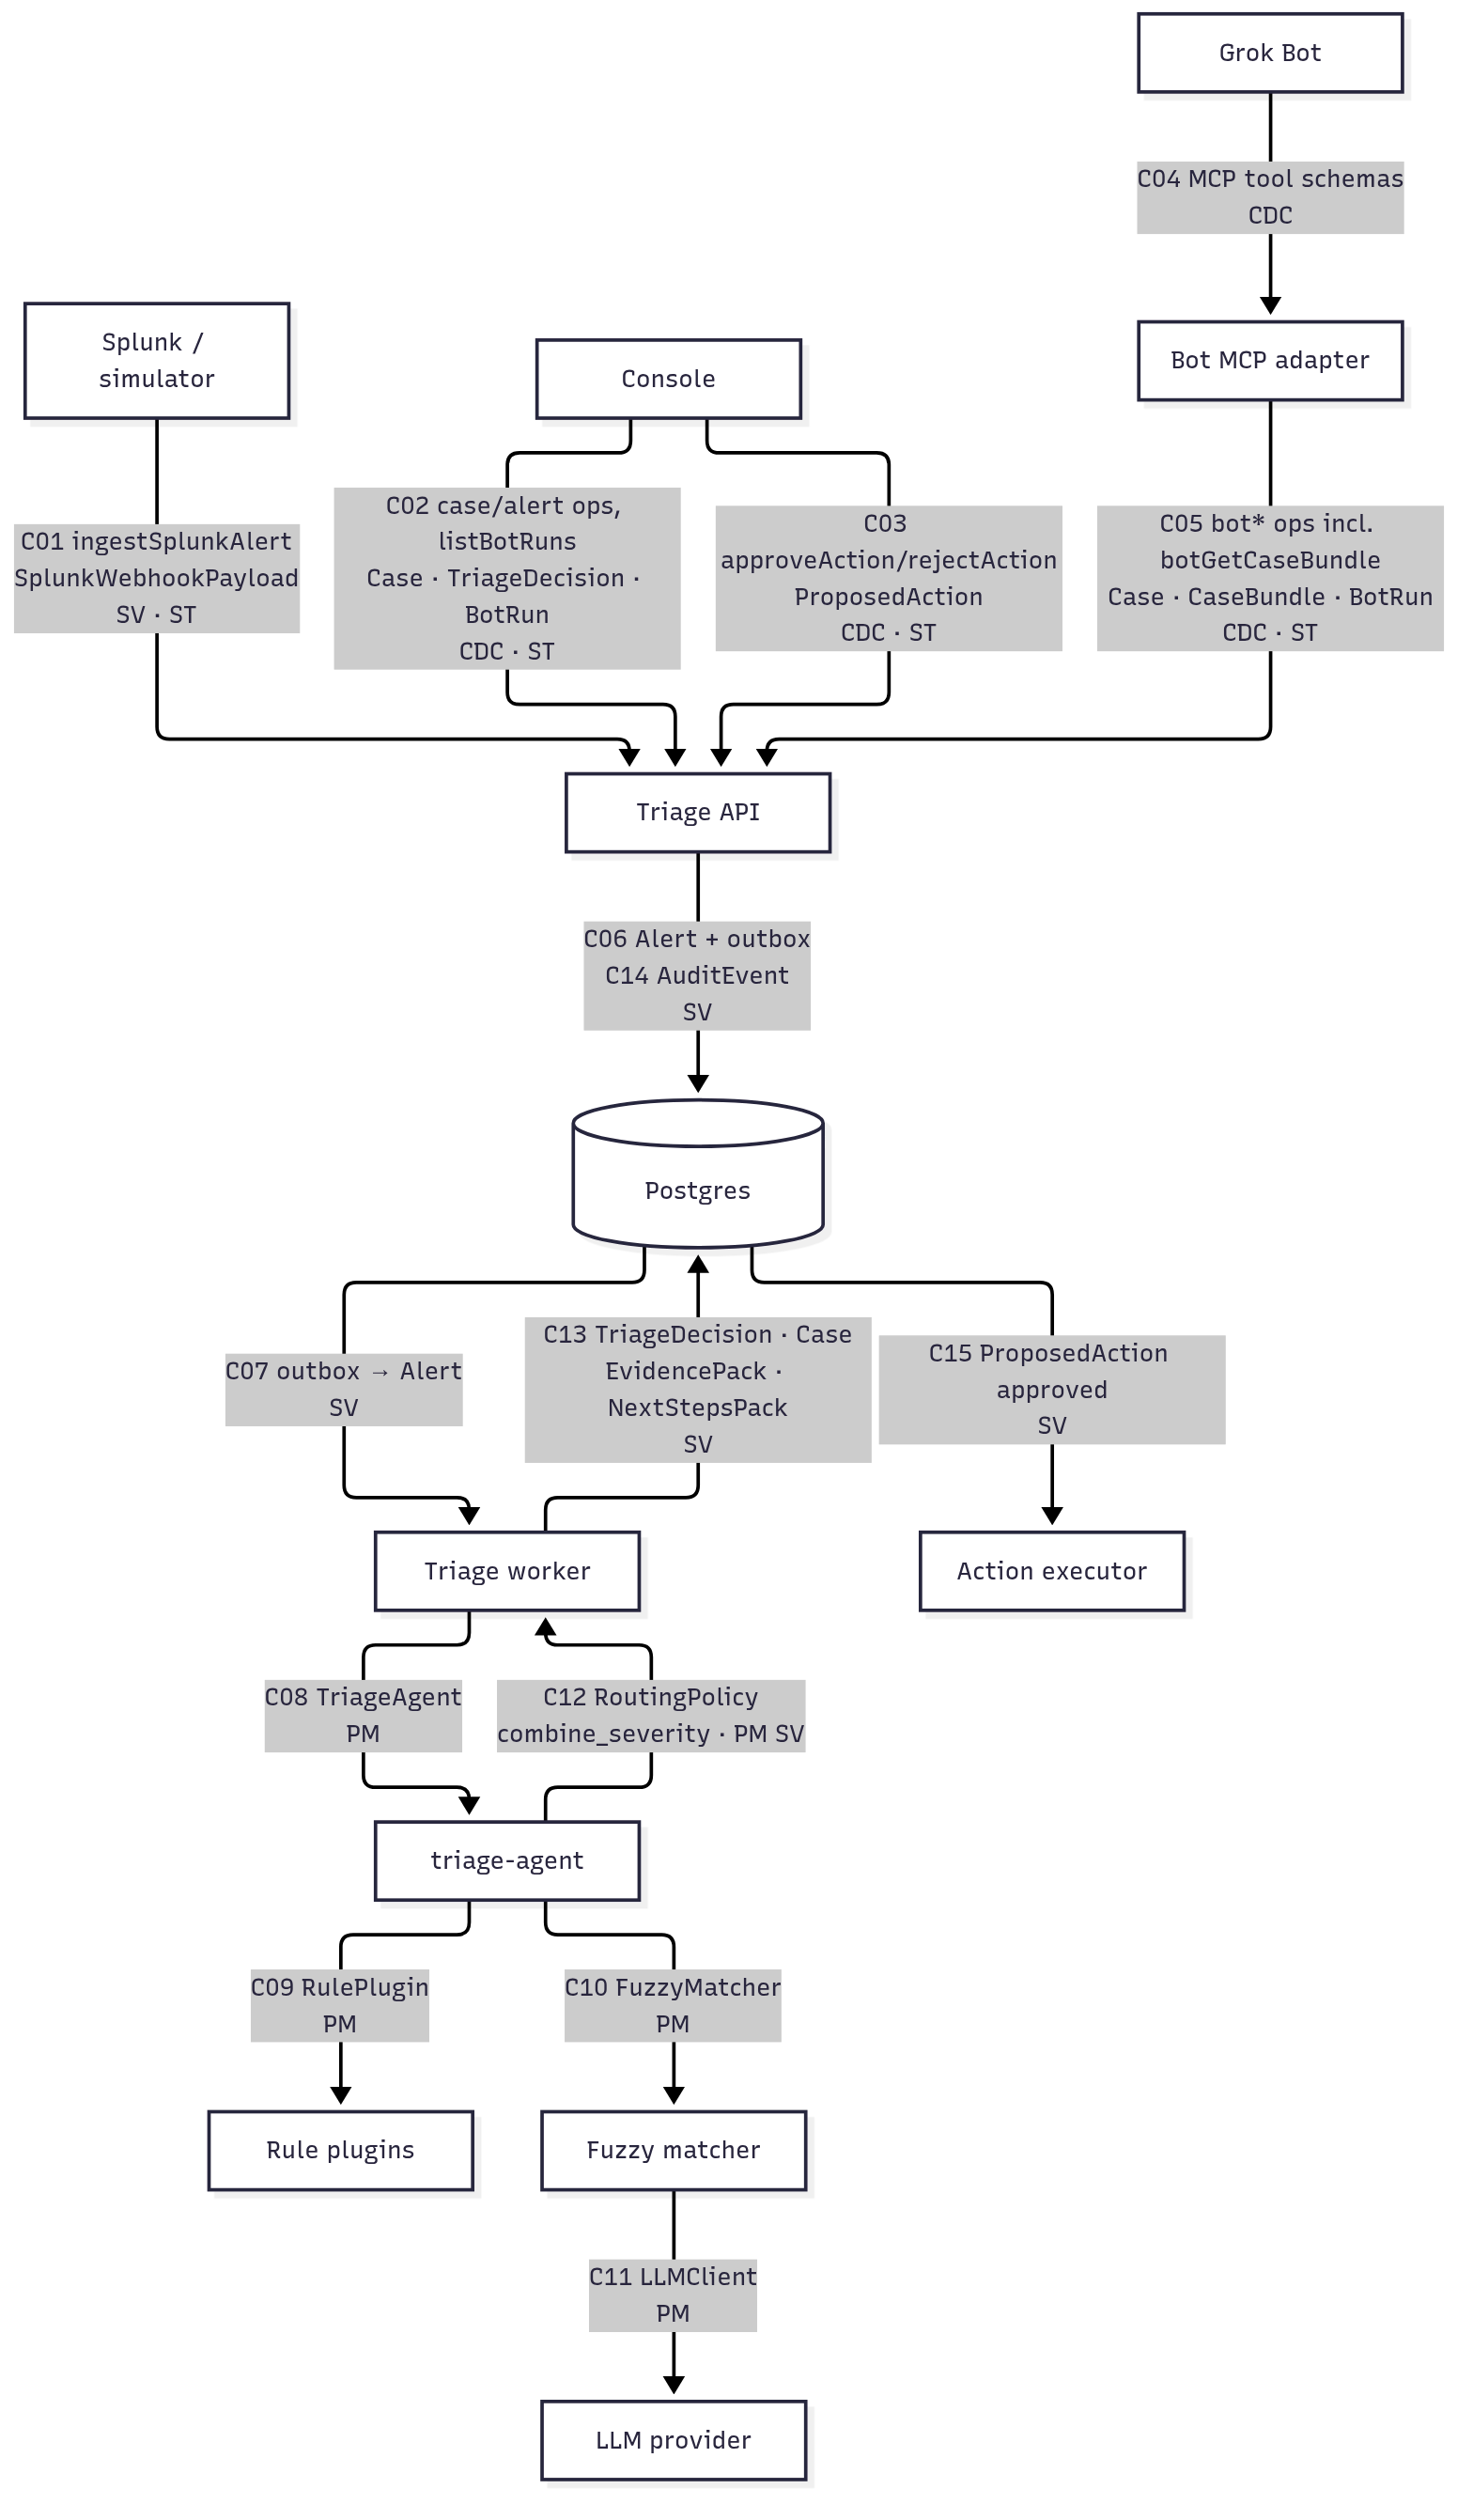 Grok Bot
C04 MCP tool schemas
CDC
Splunk /
simulator
Console
Bot MCP adapter
C01 ingestSplunkAlert
SplunkWebhookPayload
SV · ST
C02 case/alert ops,
listBotRuns
Case · TriageDecision ·
BotRun
CDC · ST
C03
approveAction/rejectAction
ProposedAction
CDC · ST
C05 bot* ops incl.
botGetCaseBundle
Case · CaseBundle · BotRun
CDC · ST
Triage API
C06 Alert + outbox
C14 AuditEvent
SV
Postgres
C07 outbox → Alert
SV
C13 TriageDecision · Case
EvidencePack ·
NextStepsPack
SV
C15 ProposedAction
approved
SV
Triage worker
Action executor
C08 TriageAgent
PM
C12 RoutingPolicy
combine_severity · PM SV
triage-agent
C09 RulePlugin
PM
C10 FuzzyMatcher
PM
Rule plugins
Fuzzy matcher
C11 LLMClient
PM
LLM provider